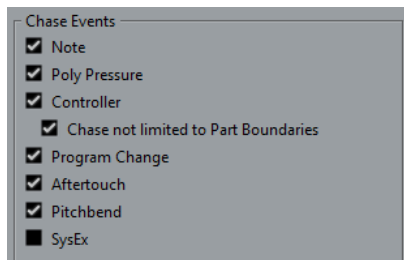 Chase Events
Note
Poly Pressure
Controller
Chase not limited to Part Boundaries
Program Change
Aftertouch
Pitchbend
SysEx